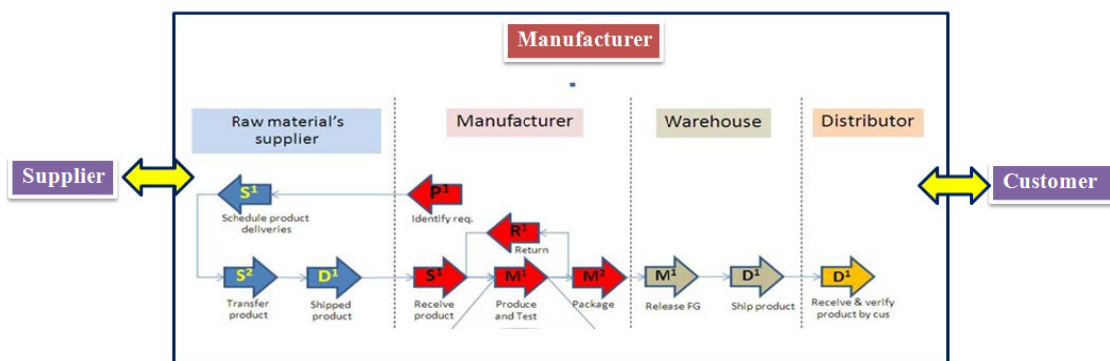 Manufacturer
Raw material's
supplier
Manufacturer
Warehouse
Distributor
Supplier
Customer
S¹
Schedule product
deliveries
P¹
Identify req.
R¹
Return
S²
Transfer
product
D¹
Shipped
product
S¹
Receive
product
M¹
Produce
and Test
M²
Package
M¹
Release FG
D¹
Ship product
D¹
Receive & verify
product by cus